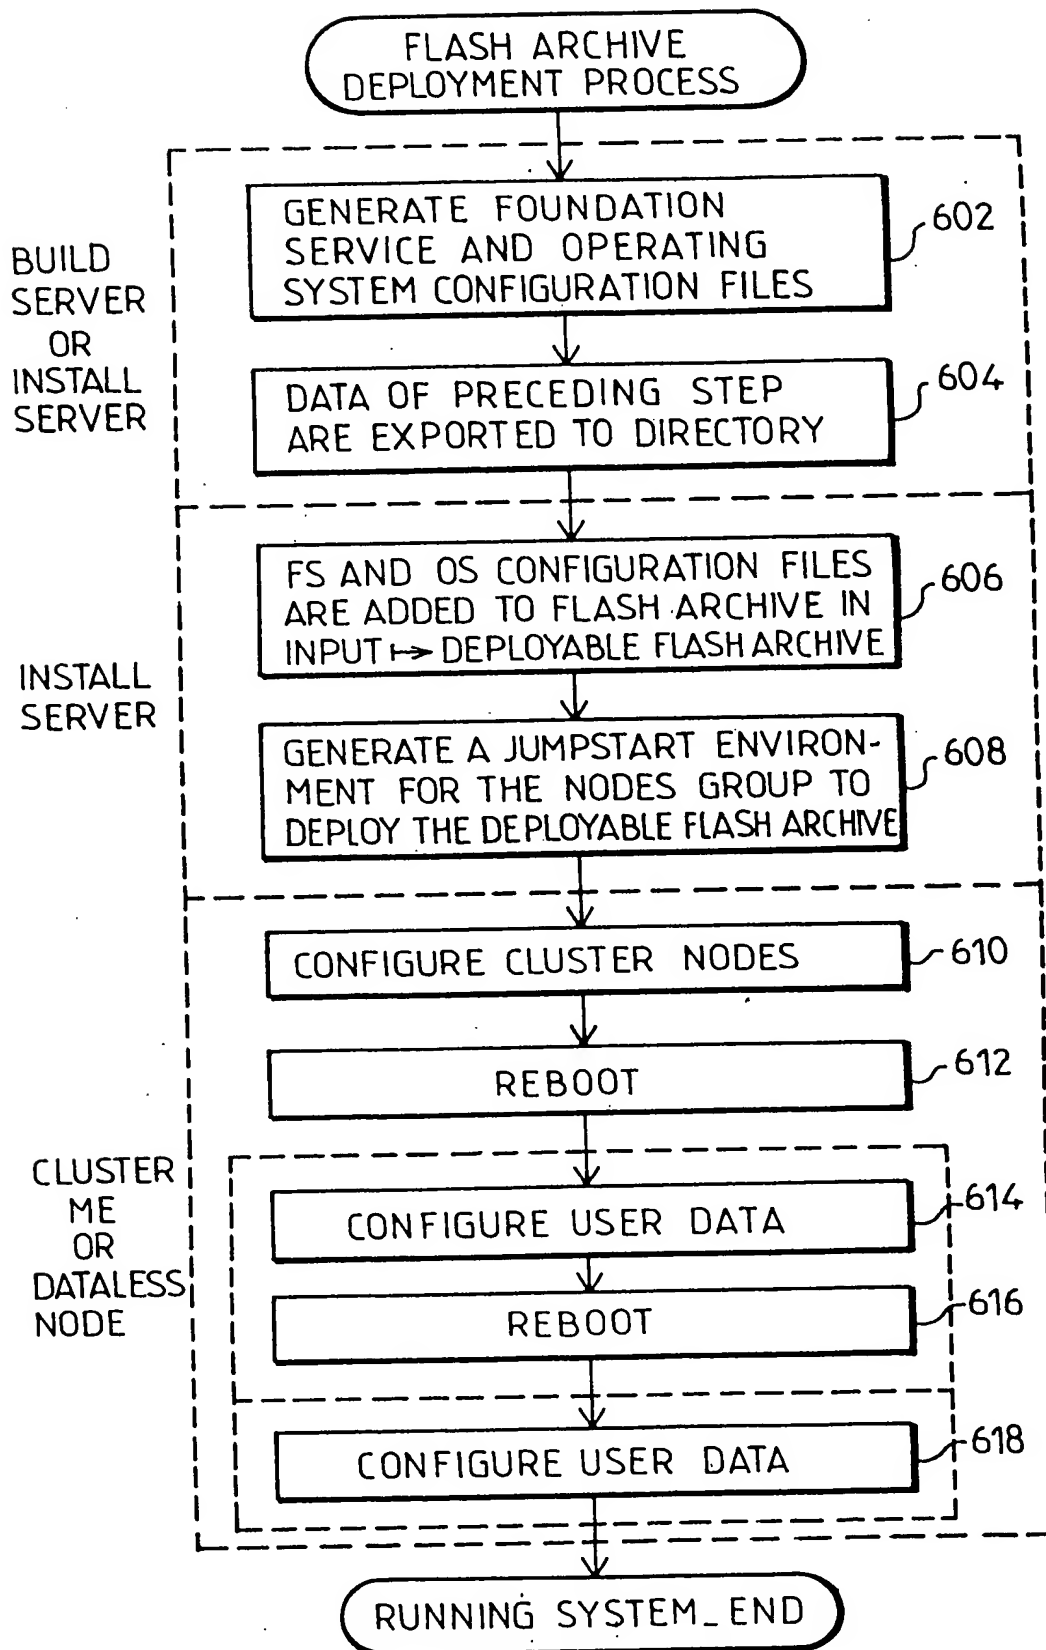 FLASH ARCHIVE
DEPLOYMENT PROCESS
BUILD
SERVER
OR
INSTALL
SERVER
GENERATE FOUNDATION
SERVICE AND OPERATING
SYSTEM CONFIGURATION FILES
602
DATA OF PRECEDING STEP
ARE EXPORTED TO DIRECTORY
604
INSTALL
SERVER
FS AND OS CONFIGURATION FILES
ARE ADDED TO FLASH ARCHIVE IN
INPUT ↦ DEPLOYABLE FLASH ARCHIVE
606
GENERATE A JUMPSTART ENVIRON-
MENT FOR THE NODES GROUP TO
DEPLOY THE DEPLOYABLE FLASH ARCHIVE
608
CLUSTER
ME
OR
DATALESS
NODE
CONFIGURE CLUSTER NODES
610
REBOOT
612
CONFIGURE USER DATA
614
REBOOT
616
CONFIGURE USER DATA
618
RUNNING SYSTEM_END